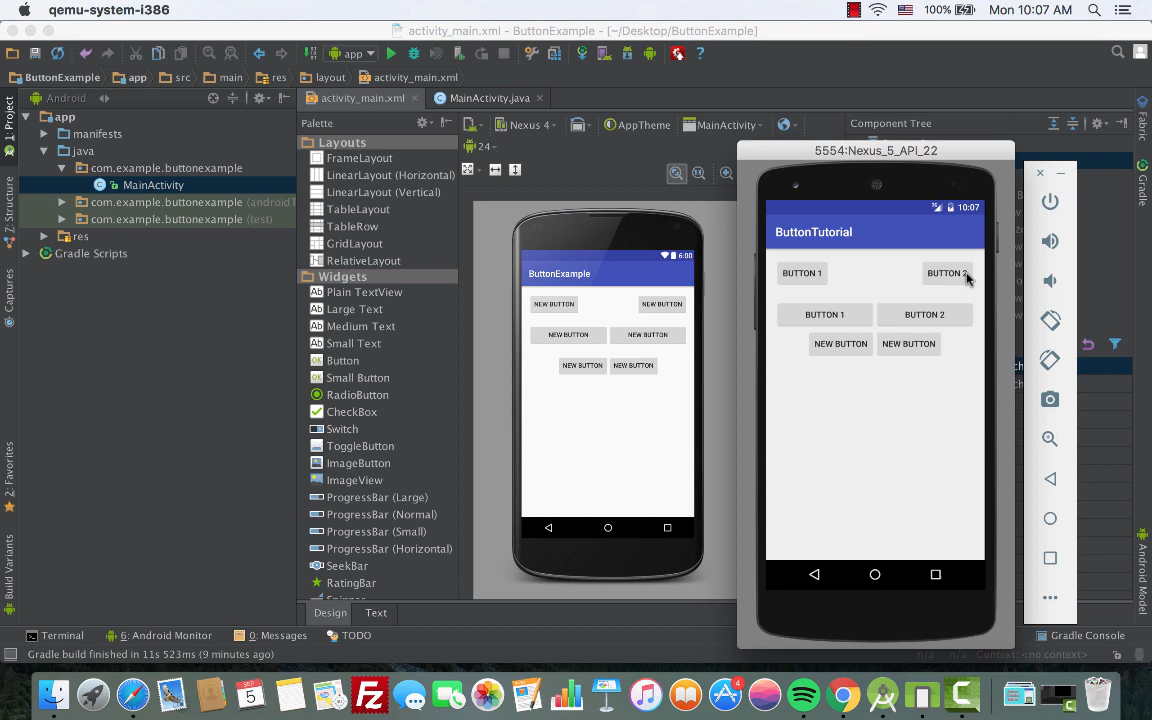 qemu-system-i386 100% Mon 10:07 AM
activity_main.xml - ButtonExample - [~/Desktop/ButtonExample]
app
ButtonExample app src main res layout activity_main.xml
Android activity_main.xml MainActivity.java
app
manifests
java
com.example.buttonexample
MainActivity
com.example.buttonexample (androidT
com.example.buttonexample (test)
res
Gradle Scripts
1: Project
Z: Structure
Captures
2: Favorites
Build Variants
Palette
Layouts
FrameLayout
LinearLayout (Horizontal)
LinearLayout (Vertical)
TableLayout
TableRow
GridLayout
RelativeLayout
Widgets
Plain TextView
Large Text
Medium Text
Small Text
Button
Small Button
RadioButton
CheckBox
Switch
ToggleButton
ImageButton
ImageView
ProgressBar (Large)
ProgressBar (Normal)
ProgressBar (Small)
ProgressBar (Horizontal)
SeekBar
RatingBar
Nexus 4 AppTheme MainActivity
24
Component Tree
6:00
ButtonExample
NEW BUTTON NEW BUTTON
NEW BUTTON NEW BUTTON
NEW BUTTON NEW BUTTON
5554:Nexus_5_API_22
3G 10:07
ButtonTutorial
BUTTON 1 BUTTON 2
BUTTON 1 BUTTON 2
NEW BUTTON NEW BUTTON
Fabric
Gradle
Android Model
Design Text
Terminal 6: Android Monitor 0: Messages TODO Gradle Console
Gradle build finished in 11s 523ms (9 minutes ago) n/a n/a Context: <no context>
SEP
5
4